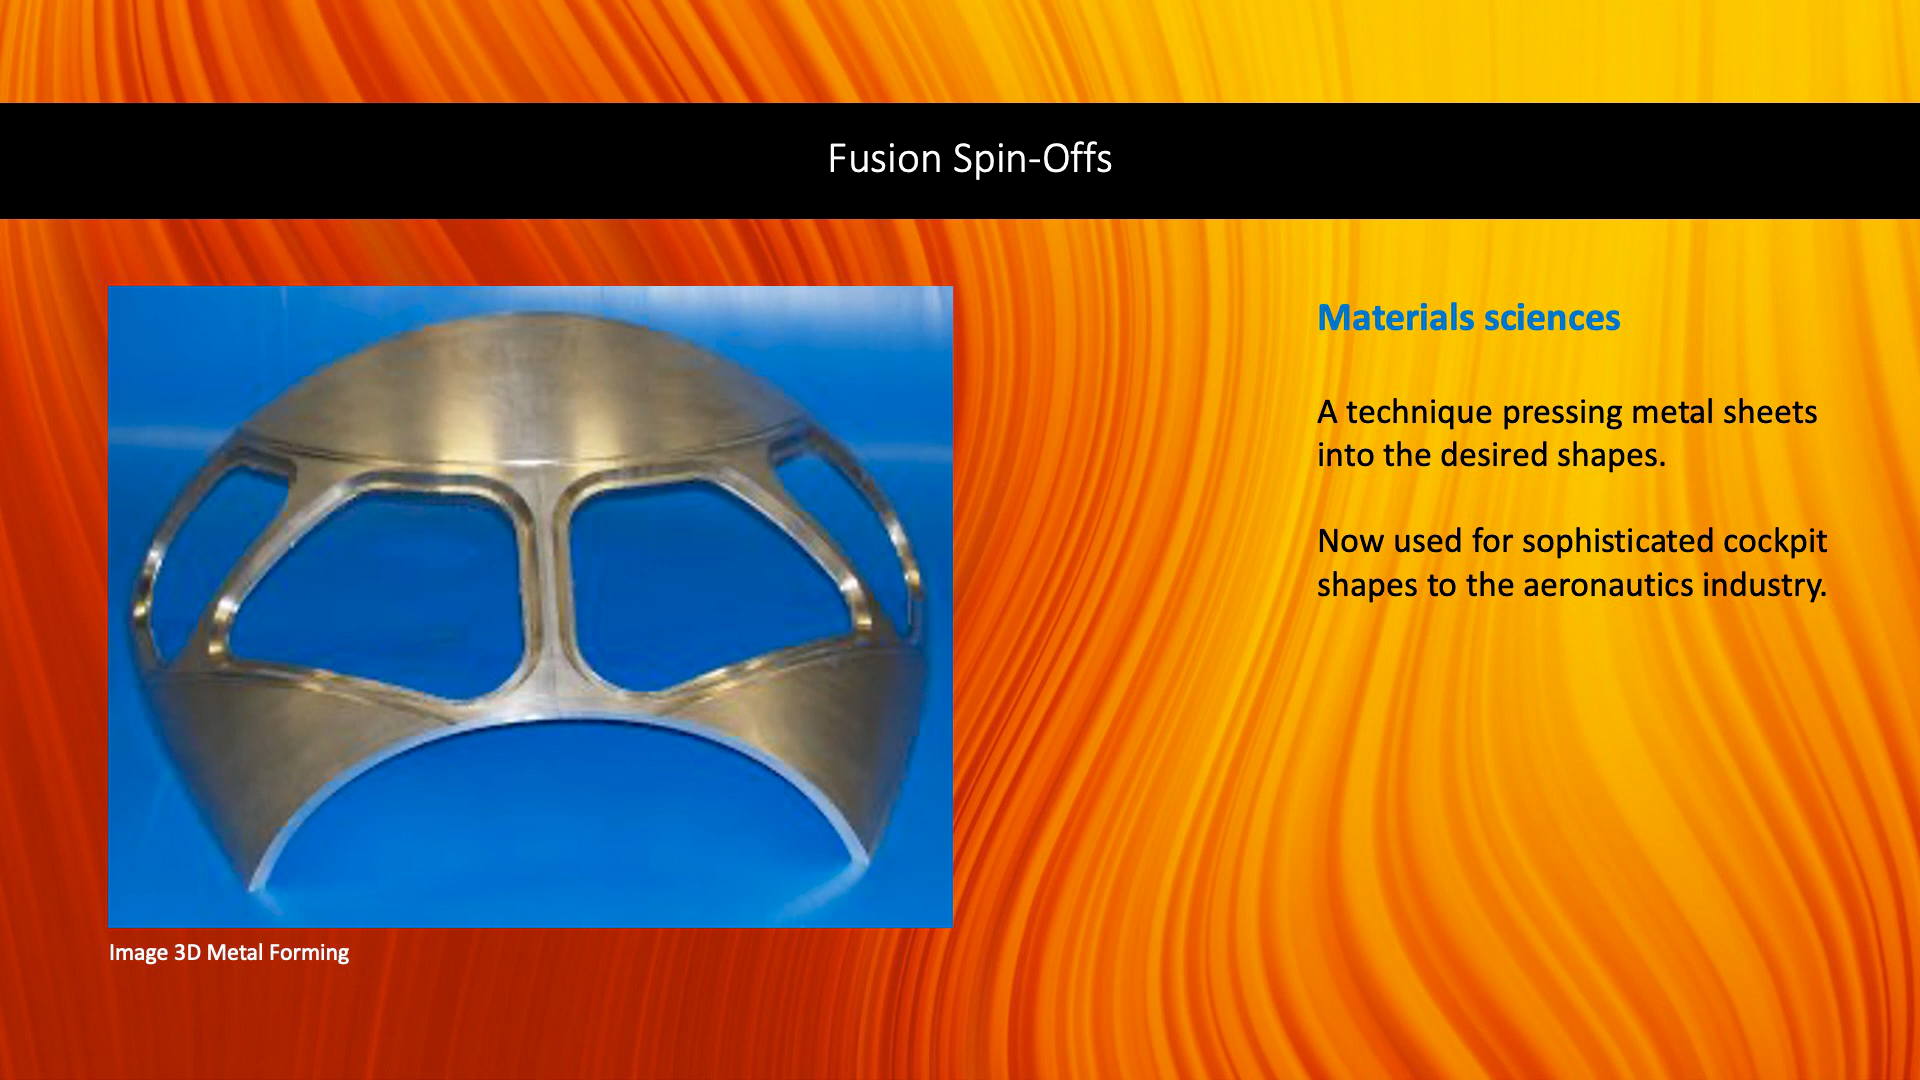 Fusion Spin-Offs
Materials sciences
A technique pressing metal sheets
into the desired shapes.
Now used for sophisticated cockpit
shapes to the aeronautics industry.
Image 3D Metal Forming